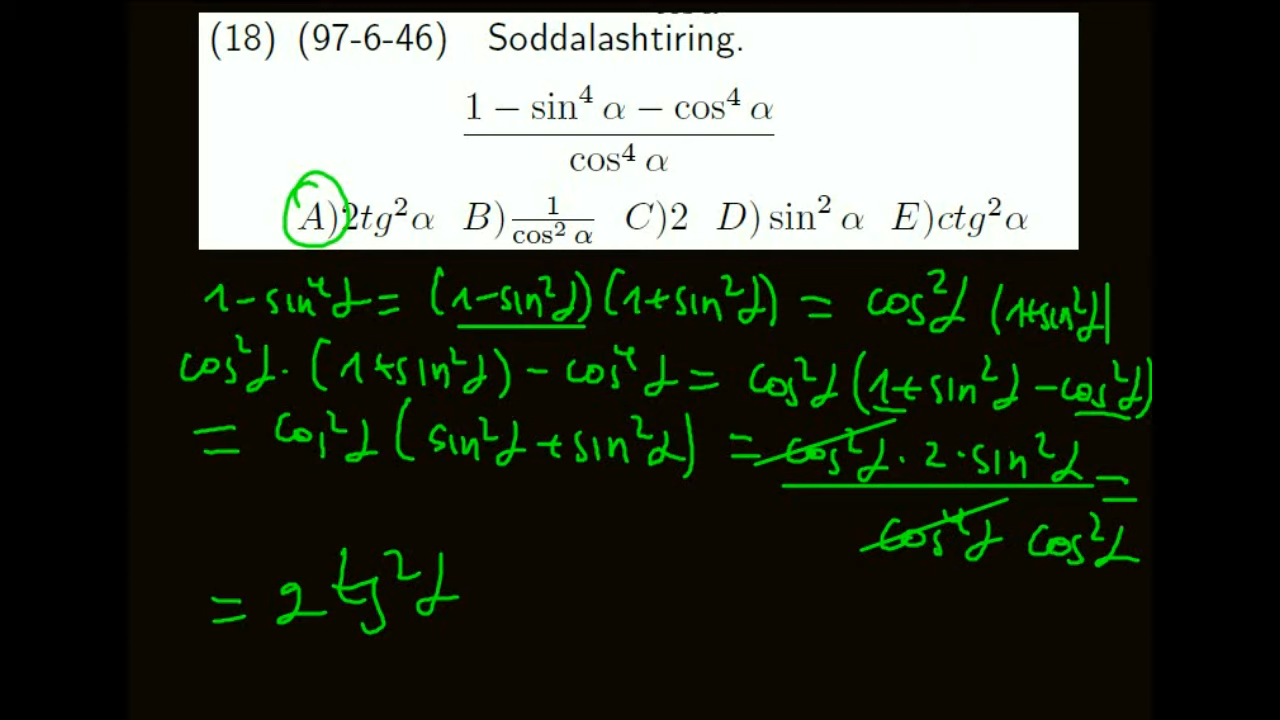 (18) (97-6-46) Soddalashtiring.
1 − sin⁴ α − cos⁴ α
cos⁴ α
A)2tg²α B) 1/cos² α C)2 D) sin² α E)ctg²α
1-sin⁴α = (1-sin²α)(1+sin²α) = cos²α (1+sin²α)
cos²α·(1+sin²α) - cos⁴α = cos²α(1+sin²α-cos²α)
= cos²α(sin²α+sin²α) = cos²α·2·sin²α =
cos⁴α cos²α
= 2tg²α